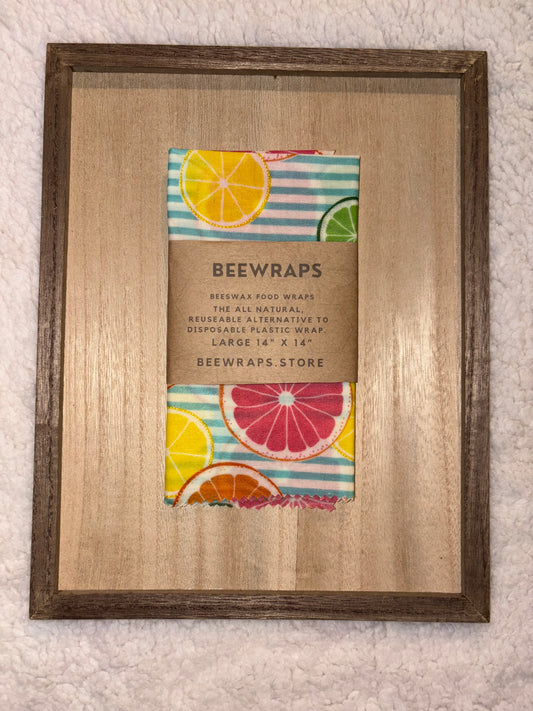 BEEWRAPS
BEESWAX FOOD WRAPS
THE ALL NATURAL,
REUSEABLE ALTERNATIVE TO
DISPOSABLE PLASTIC WRAP.
LARGE 14" X 14"
BEEWRAPS.STORE